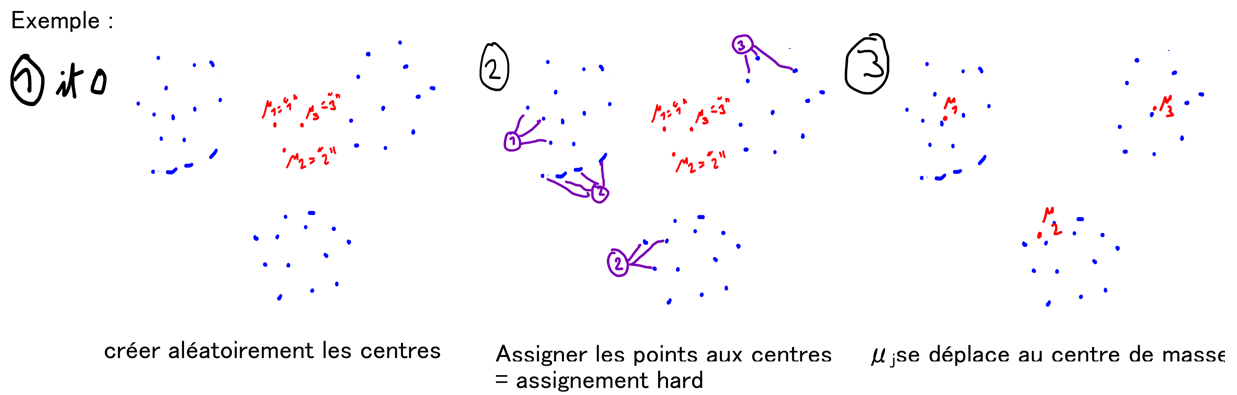 Exemple :
① it 0
②
③
μ₁="1" μ₃="3"
μ₂="2"
μ₁="1" μ₃="3"
μ₂="2"
3
1
2
2
μ₁
μ₃
μ₂
créer aléatoirement les centres
Assigner les points aux centres
= assignement hard
μ j se déplace au centre de masse